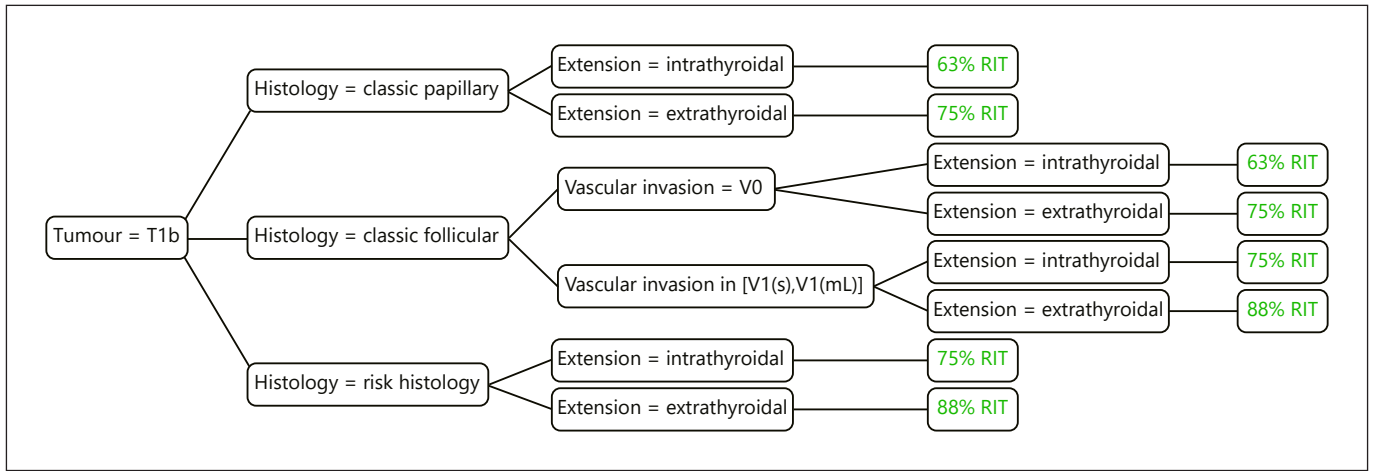 Tumour = T1b
Histology = classic papillary
Extension = intrathyroidal
63% RIT
Extension = extrathyroidal
75% RIT
Histology = classic follicular
Vascular invasion = V0
Extension = intrathyroidal
63% RIT
Extension = extrathyroidal
75% RIT
Vascular invasion in [V1(s),V1(mL)]
Extension = intrathyroidal
75% RIT
Extension = extrathyroidal
88% RIT
Histology = risk histology
Extension = intrathyroidal
75% RIT
Extension = extrathyroidal
88% RIT